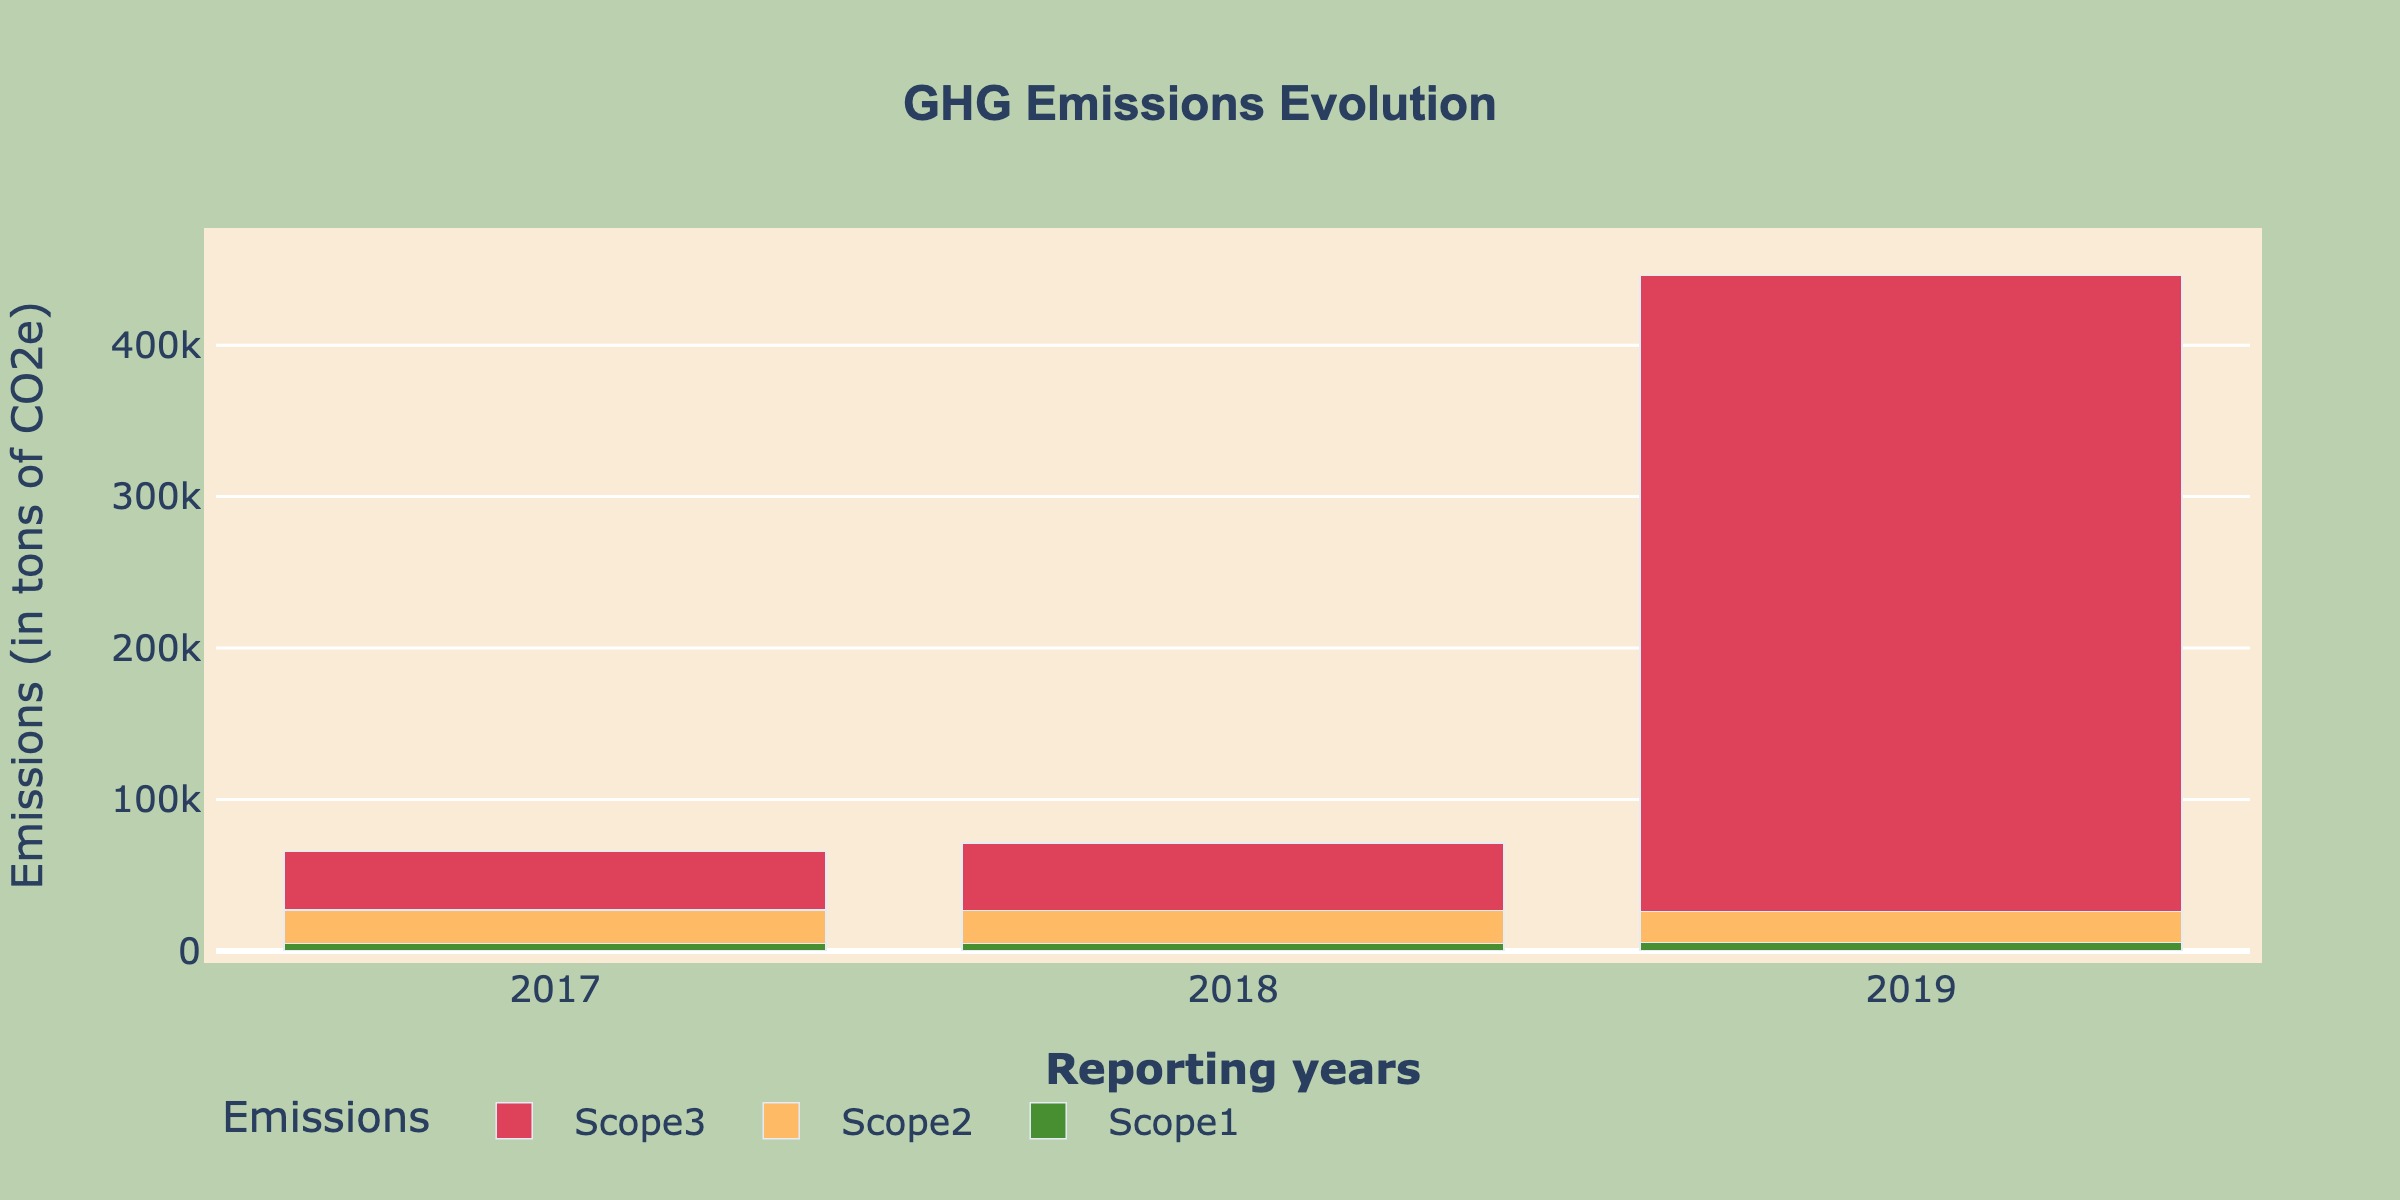 GHG Emissions Evolution
Emissions (in tons of CO2e)
400k
300k
200k
100k
0
2017 2018 2019
Reporting years
Emissions Scope3 Scope2 Scope1